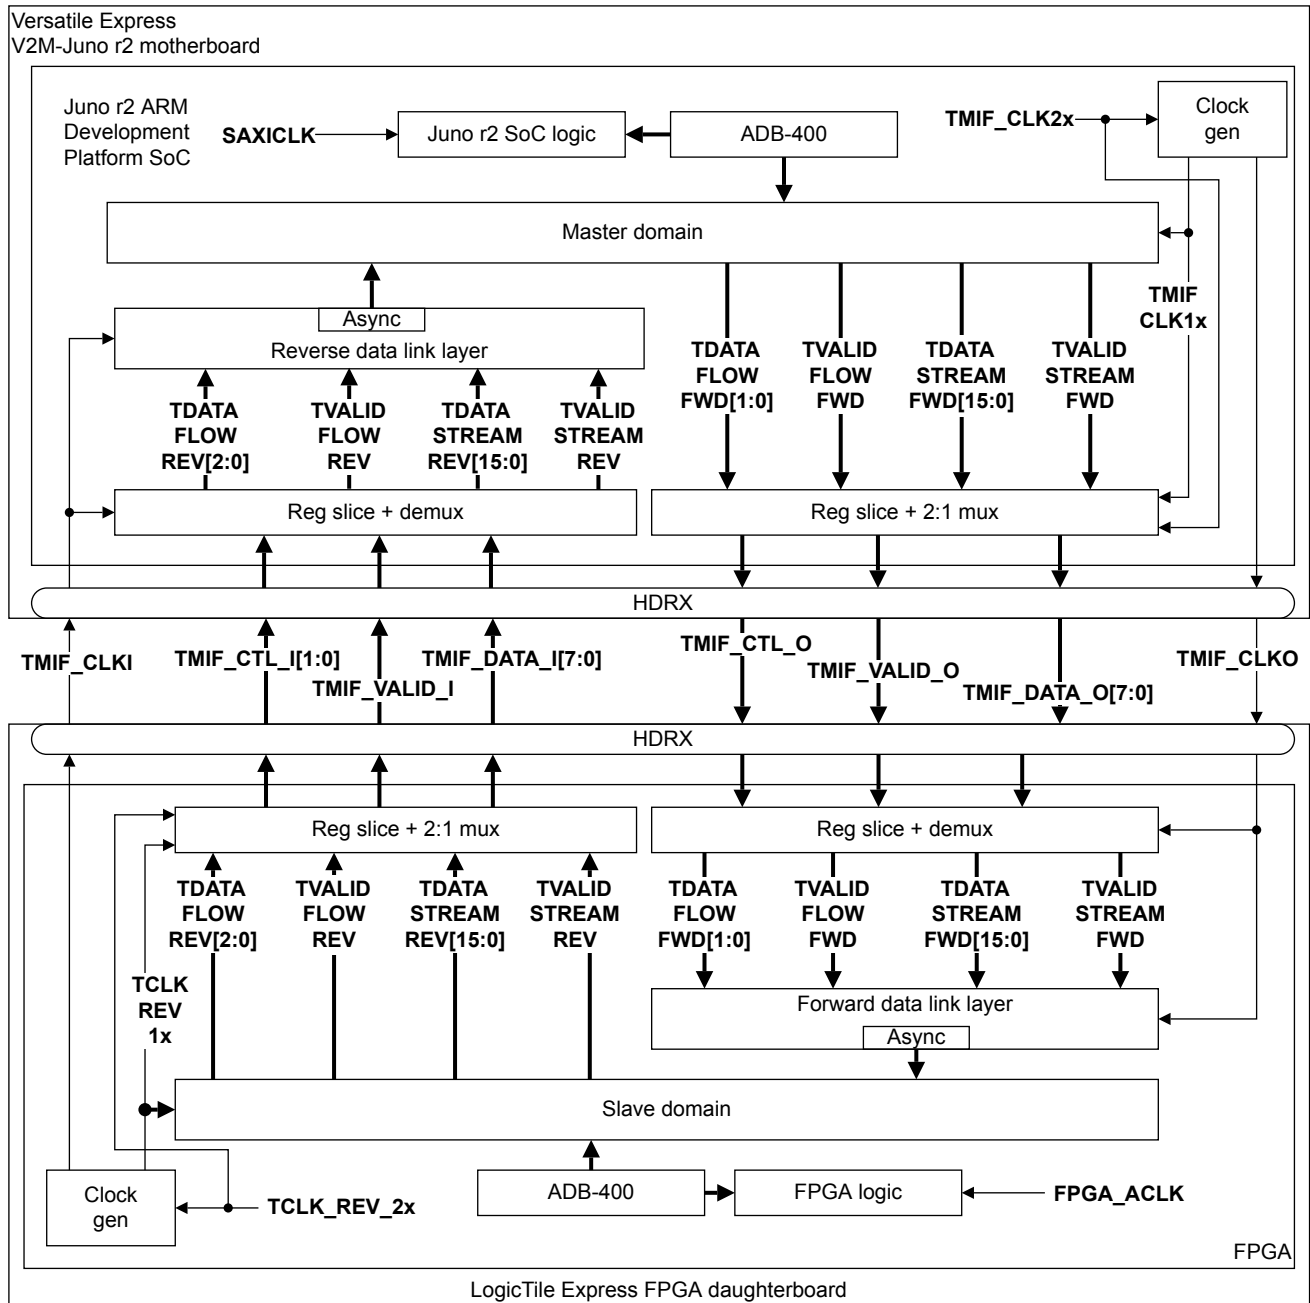 Versatile Express
V2M-Juno r2 motherboard
Juno r2 ARM
Development
Platform SoC
SAXICLK
Juno r2 SoC logic
ADB-400
TMIF_CLK2x
Clock
gen
Master domain
TMIF
CLK1x
Async
Reverse data link layer
TDATA
FLOW
REV[2:0]
TVALID
FLOW
REV
TDATA
STREAM
REV[15:0]
TVALID
STREAM
REV
TDATA
FLOW
FWD[1:0]
TVALID
FLOW
FWD
TDATA
STREAM
FWD[15:0]
TVALID
STREAM
FWD
Reg slice + demux
Reg slice + 2:1 mux
HDRX
TMIF_CLKI
TMIF_CTL_I[1:0]
TMIF_VALID_I
TMIF_DATA_I[7:0]
TMIF_CTL_O
TMIF_VALID_O
TMIF_DATA_O[7:0]
TMIF_CLKO
HDRX
Reg slice + 2:1 mux
Reg slice + demux
TDATA
FLOW
REV[2:0]
TVALID
FLOW
REV
TDATA
STREAM
REV[15:0]
TVALID
STREAM
REV
TDATA
FLOW
FWD[1:0]
TVALID
FLOW
FWD
TDATA
STREAM
FWD[15:0]
TVALID
STREAM
FWD
TCLK
REV
1x
Forward data link layer
Async
Slave domain
Clock
gen
TCLK_REV_2x
ADB-400
FPGA logic
FPGA_ACLK
FPGA
LogicTile Express FPGA daughterboard